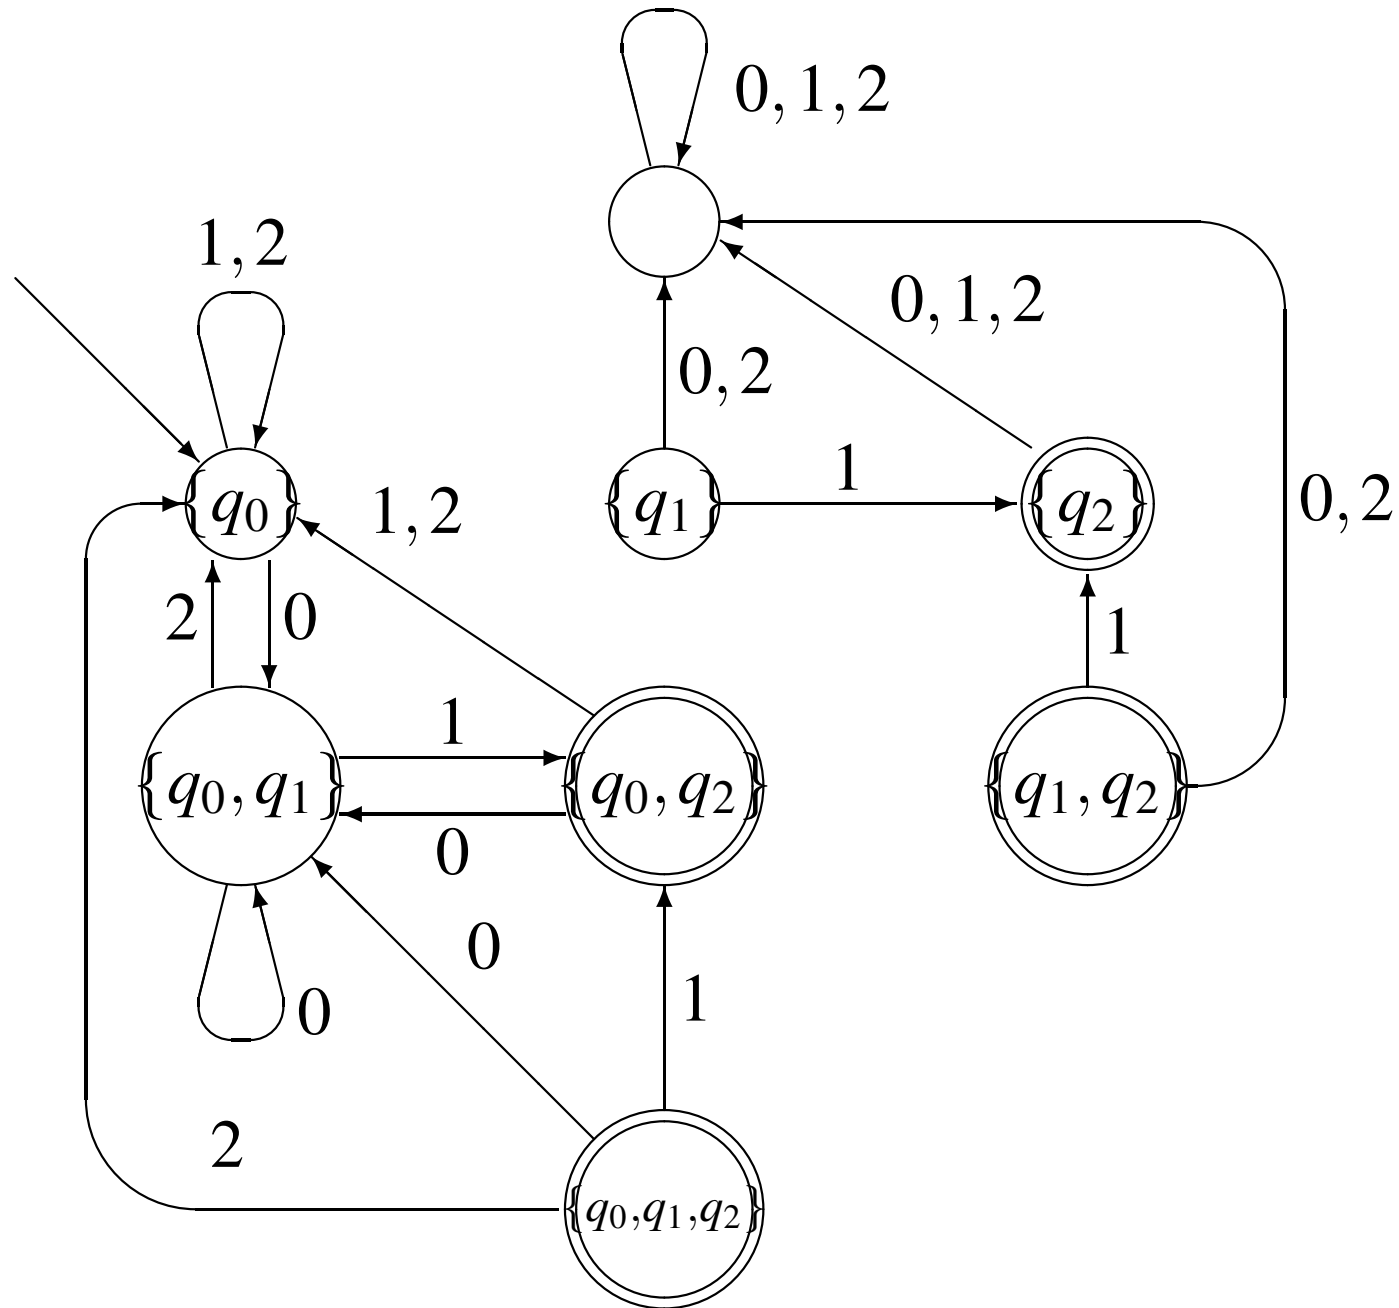 0, 1, 2
1, 2
0, 1, 2
0, 2
1
{q₀}
1, 2
{q₁}
{q₂}
0, 2
2
0
1
1
{q₀, q₁}
{q₀, q₂}
{q₁, q₂}
0
0
1
0
2
{q₀,q₁,q₂}